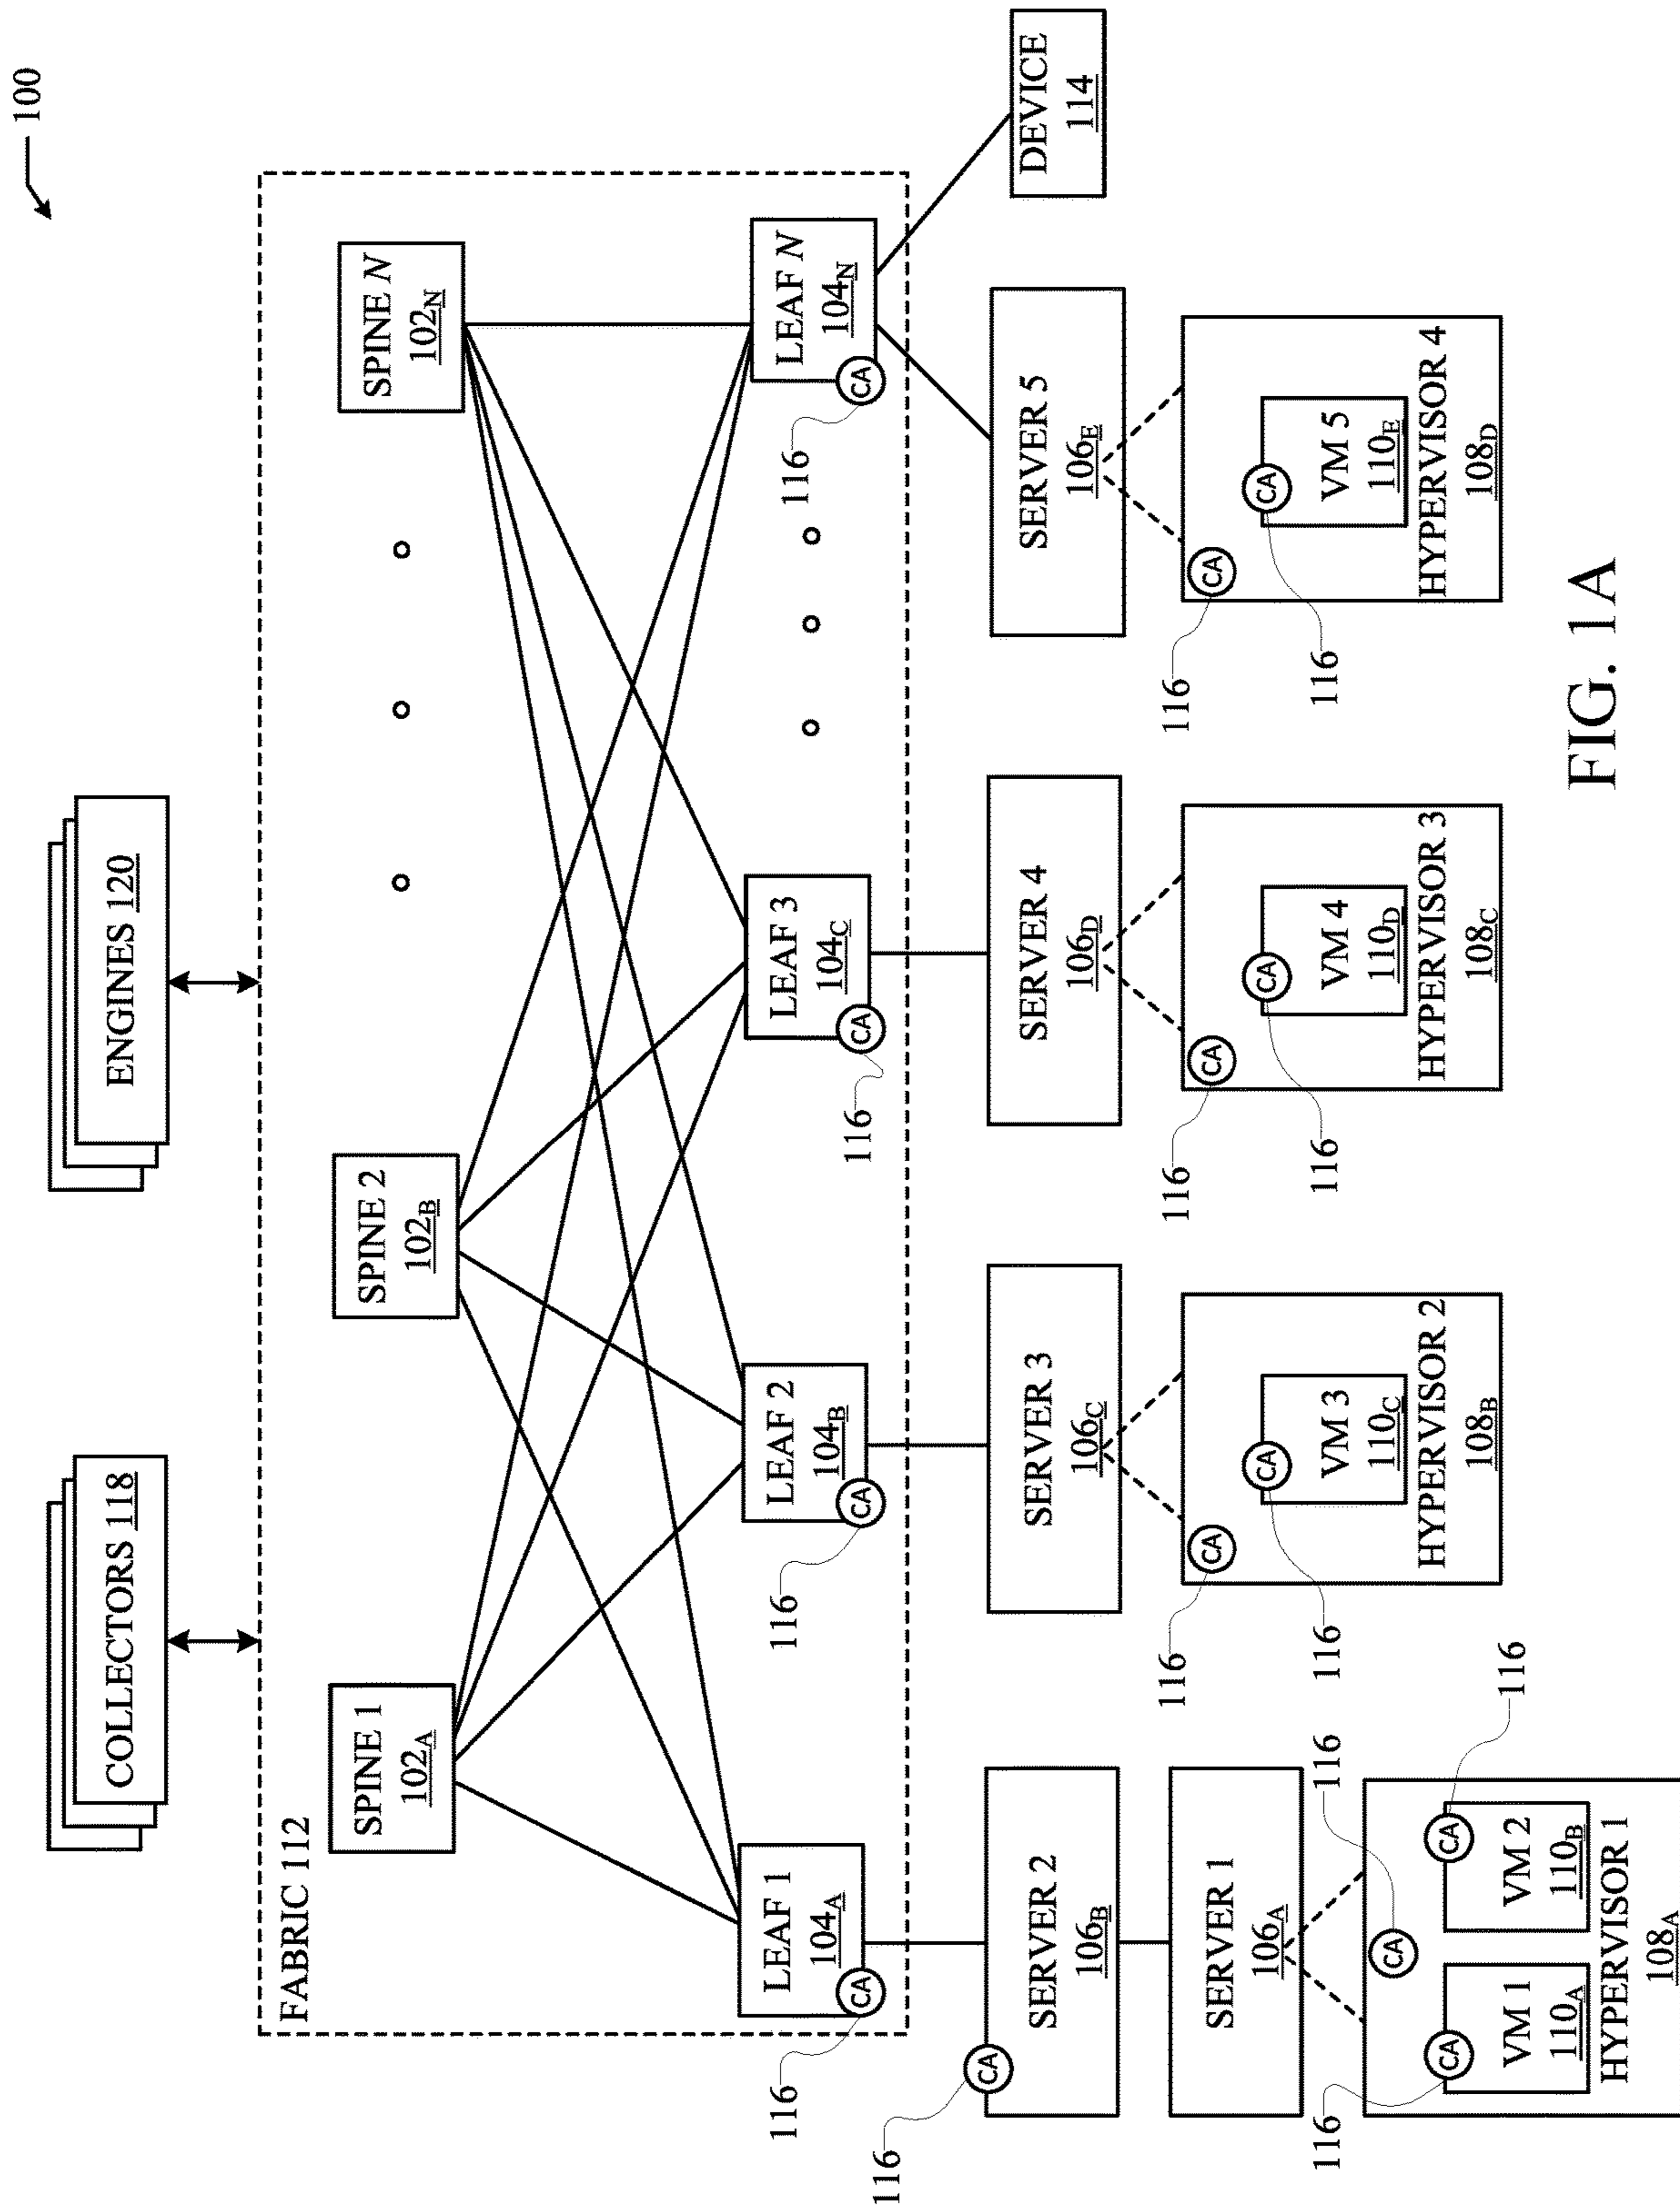 100
COLLECTORS 118
ENGINES 120
FABRIC 112
SPINE 1
102A
SPINE 2
102B
SPINE N
102N
LEAF 1
104A
CA
116
LEAF 2
104B
CA
116
LEAF 3
104C
CA
116
LEAF N
104N
CA
116
SERVER 2
106B
CA
116
SERVER 1
106A
SERVER 3
106C
SERVER 4
106D
SERVER 5
106E
DEVICE
114
CA
116
CA
116
VM 1
110A
CA
116
VM 2
110B
HYPERVISOR 1
108A
CA
116
CA
116
VM 3
110C
HYPERVISOR 2
108B
CA
116
CA
116
VM 4
110D
HYPERVISOR 3
108C
CA
116
CA
116
VM 5
110E
HYPERVISOR 4
108D
FIG. 1A